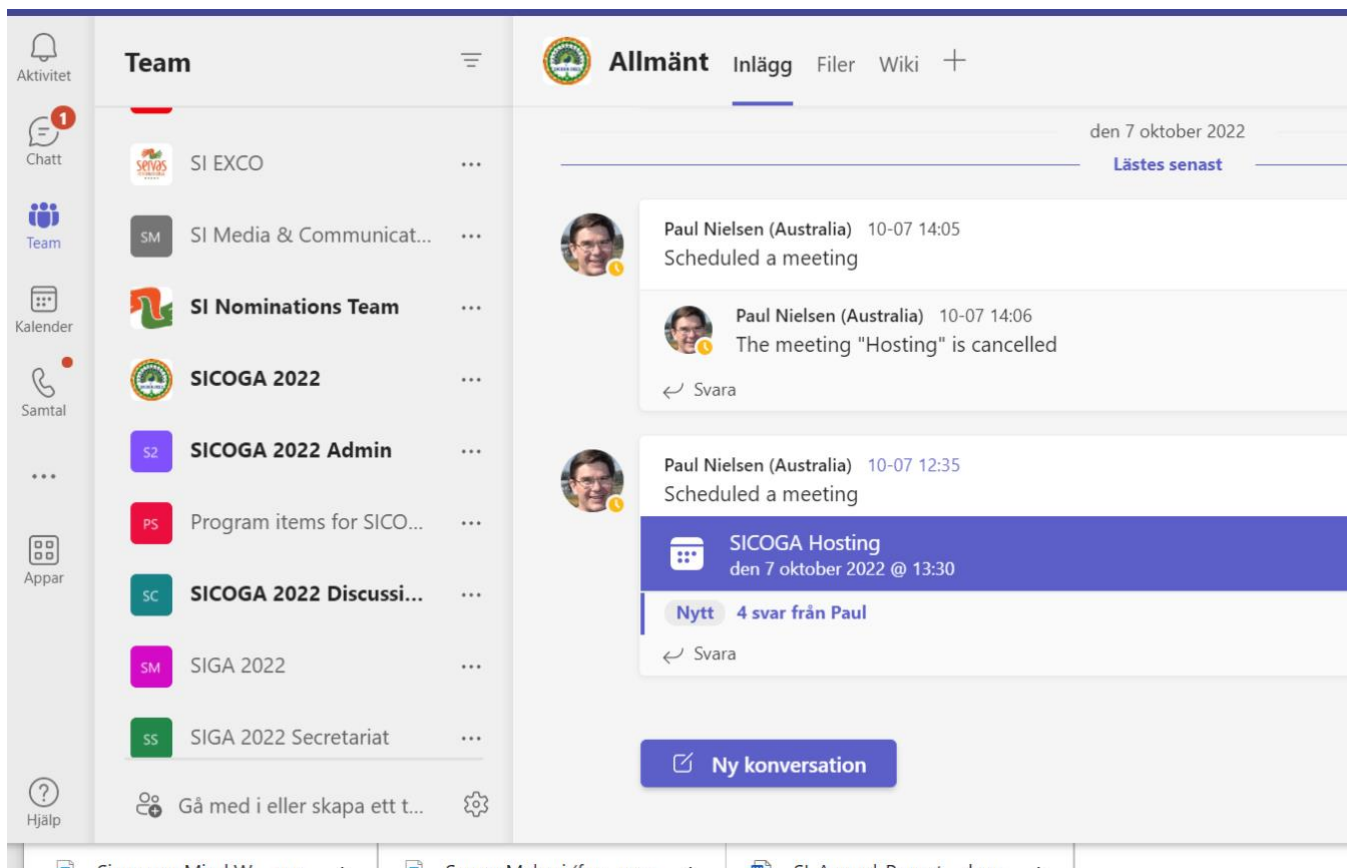 Aktivitet
1
Chatt
Team
Kalender
Samtal
Appar
Hjälp
Team
servas
SI EXCO
SM
SI Media & Communicat...
SI Nominations Team
SICOGA 2022
S2
SICOGA 2022 Admin
PS
Program items for SICO...
SC
SICOGA 2022 Discussi...
SM
SIGA 2022
SS
SIGA 2022 Secretariat
Gå med i eller skapa ett t...
Allmänt Inlägg Filer Wiki
den 7 oktober 2022
Lästes senast
Paul Nielsen (Australia) 10-07 14:05
Scheduled a meeting
Paul Nielsen (Australia) 10-07 14:06
The meeting "Hosting" is cancelled
Svara
Paul Nielsen (Australia) 10-07 12:35
Scheduled a meeting
SICOGA Hosting
den 7 oktober 2022 @ 13:30
Nytt 4 svar från Paul
Svara
Ny konversation